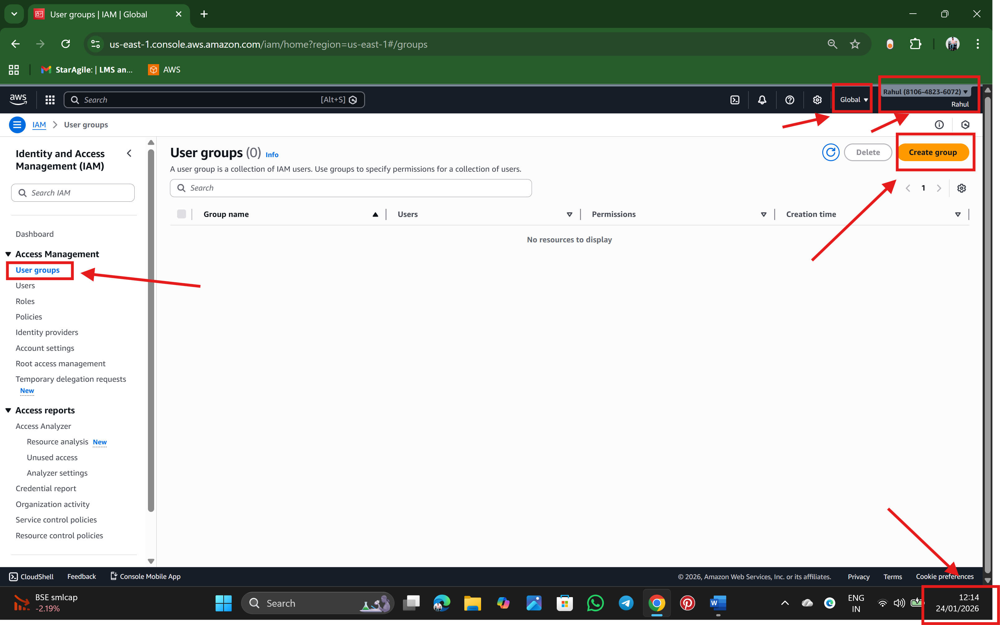 User groups | IAM | Global
us-east-1.console.aws.amazon.com/iam/home?region=us-east-1#/groups
StarAgile: | LMS an...
AWS
aws
Search
[Alt+S]
Global
Rahul (8106-4823-6072)
Rahul
IAM
User groups
Identity and Access
Management (IAM)
Search IAM
Dashboard
Access Management
User groups
Users
Roles
Policies
Identity providers
Account settings
Root access management
Temporary delegation requests
New
Access reports
Access Analyzer
Resource analysis New
Unused access
Analyzer settings
Credential report
Organization activity
Service control policies
Resource control policies
User groups (0) Info
Delete
Create group
A user group is a collection of IAM users. Use groups to specify permissions for a collection of users.
Search
1
Group name
Users
Permissions
Creation time
No resources to display
CloudShell
Feedback
Console Mobile App
© 2026, Amazon Web Services, Inc. or its affiliates.
Privacy
Terms
Cookie preferences
BSE smlcap
-2.19%
Search
W
ENG
IN
12:14
24/01/2026